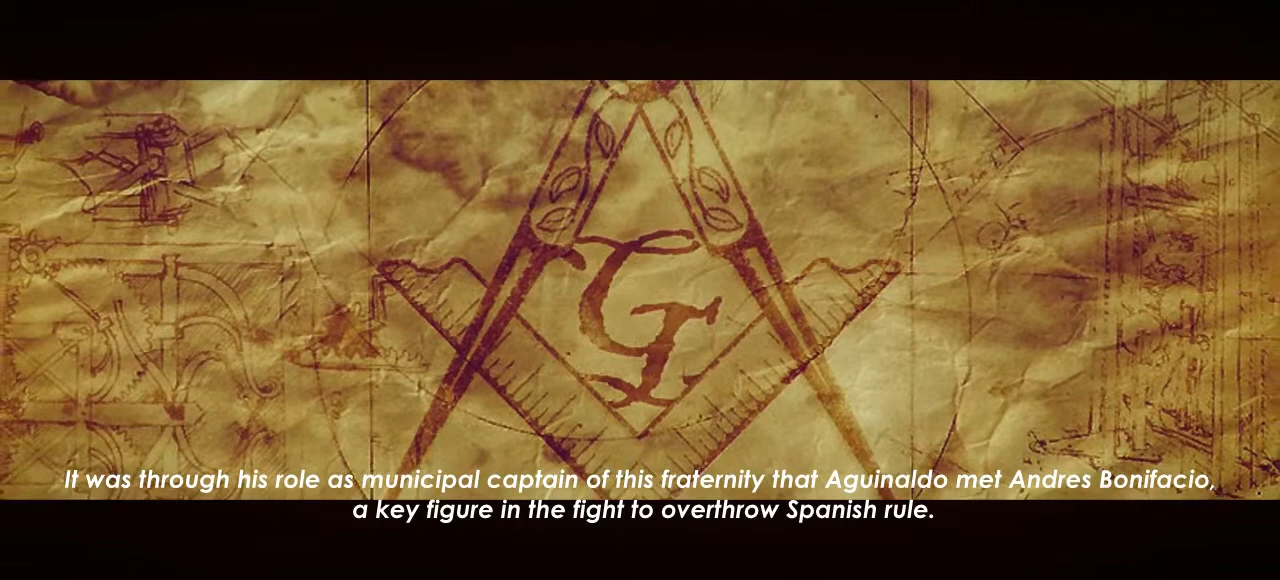 G
It was through his role as municipal captain of this fraternity that Aguinaldo met Andres Bonifacio,
a key figure in the fight to overthrow Spanish rule.